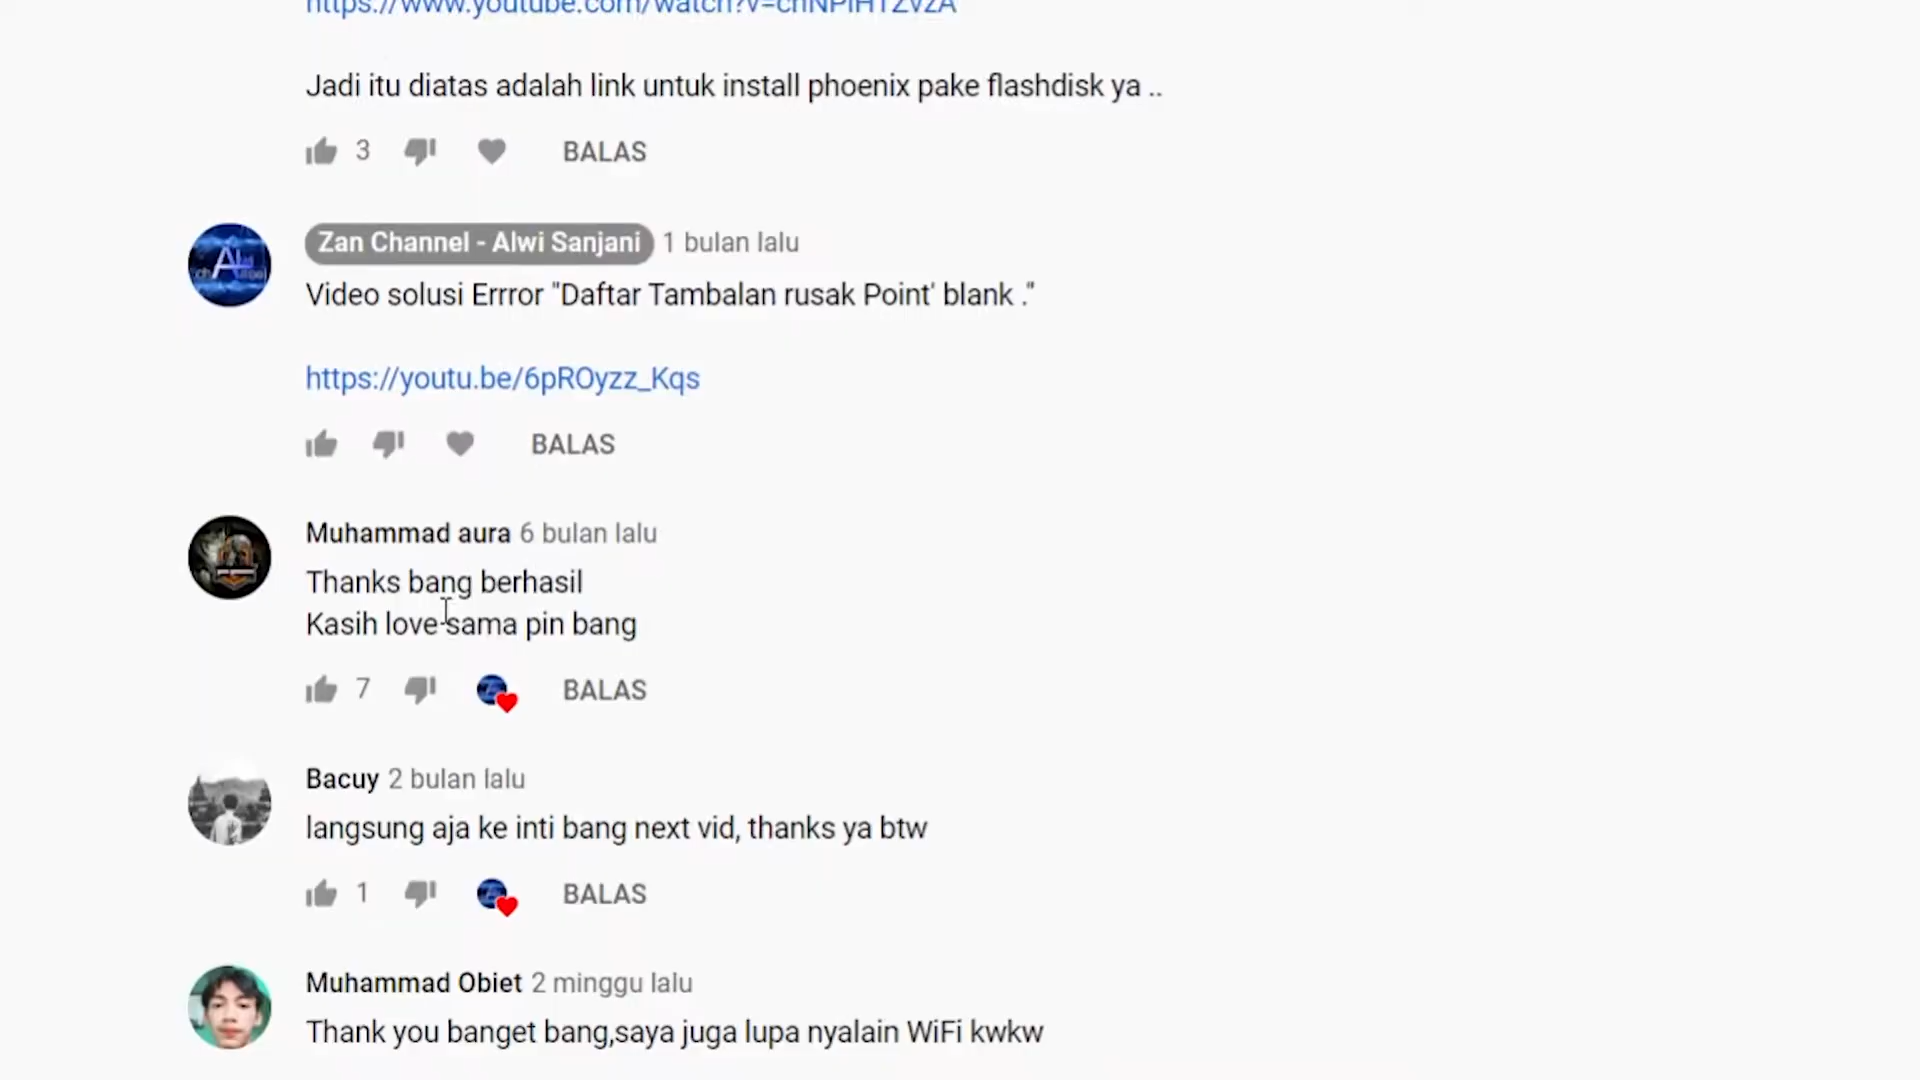 Jadi itu diatas adalah link untuk install phoenix pake flashdisk ya ..
3 BALAS
Zan Channel - Alwi Sanjani 1 bulan lalu
Video solusi Errror "Daftar Tambalan rusak Point' blank ."
https://youtu.be/6pROyzz_Kqs
BALAS
Muhammad aura 6 bulan lalu
Thanks bang berhasil
Kasih love sama pin bang
7 BALAS
Bacuy 2 bulan lalu
langsung aja ke inti bang next vid, thanks ya btw
1 BALAS
Muhammad Obiet 2 minggu lalu
Thank you banget bang,saya juga lupa nyalain WiFi kwkw